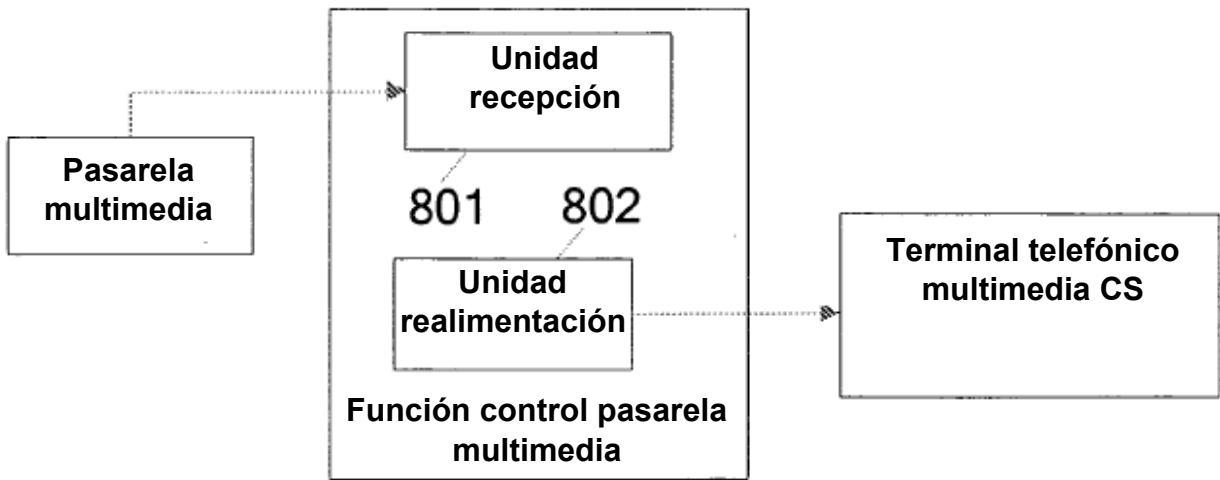 Unidad
recepción
Pasarela
multimedia
801 802
Unidad
realimentación
Terminal telefónico
multimedia CS
Función control pasarela
multimedia